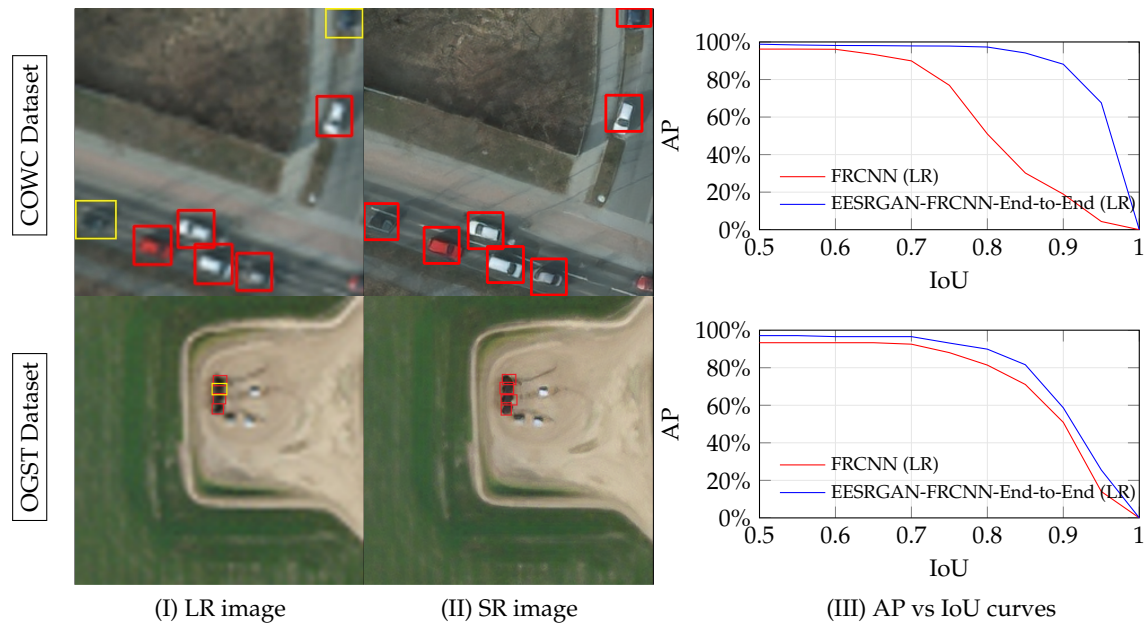 COWC Dataset
100%
80%
60%
40%
20%
0%
AP
FRCNN (LR)
EESRGAN-FRCNN-End-to-End (LR)
0.5 0.6 0.7 0.8 0.9 1
IoU
OGST Dataset
100%
80%
60%
40%
20%
0%
AP
FRCNN (LR)
EESRGAN-FRCNN-End-to-End (LR)
0.5 0.6 0.7 0.8 0.9 1
IoU
(I) LR image (II) SR image (III) AP vs IoU curves